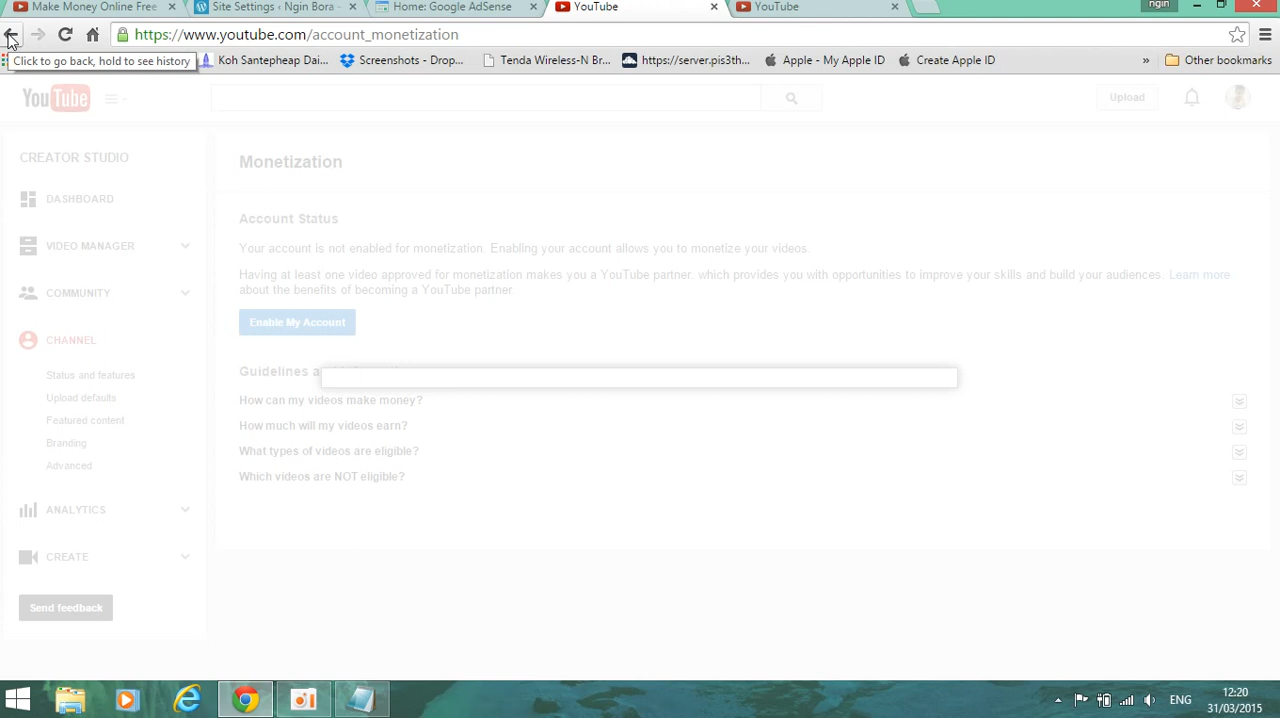 Make Money Online Free
Site Settings ‹ Ngin Bora ‹
Home: Google AdSense
YouTube
YouTube
ngin
https://www.youtube.com/account_monetization
Click to go back, hold to see history
Koh Santepheap Dai...
Screenshots - Drop...
Tenda Wireless-N Br...
https://server.pis3th...
Apple - My Apple ID
Create Apple ID
»
Other bookmarks
YouTube
Upload
CREATOR STUDIO
DASHBOARD
VIDEO MANAGER
COMMUNITY
CHANNEL
Status and features
Upload defaults
Featured content
Branding
Advanced
ANALYTICS
CREATE
Send feedback
Monetization
Account Status
Your account is not enabled for monetization. Enabling your account allows you to monetize your videos.
Having at least one video approved for monetization makes you a YouTube partner, which provides you with opportunities to improve your skills and build your audiences. Learn more
about the benefits of becoming a YouTube partner.
Enable My Account
Guidelines
How can my videos make money?
How much will my videos earn?
What types of videos are eligible?
Which videos are NOT eligible?
ENG
12:20
31/03/2015